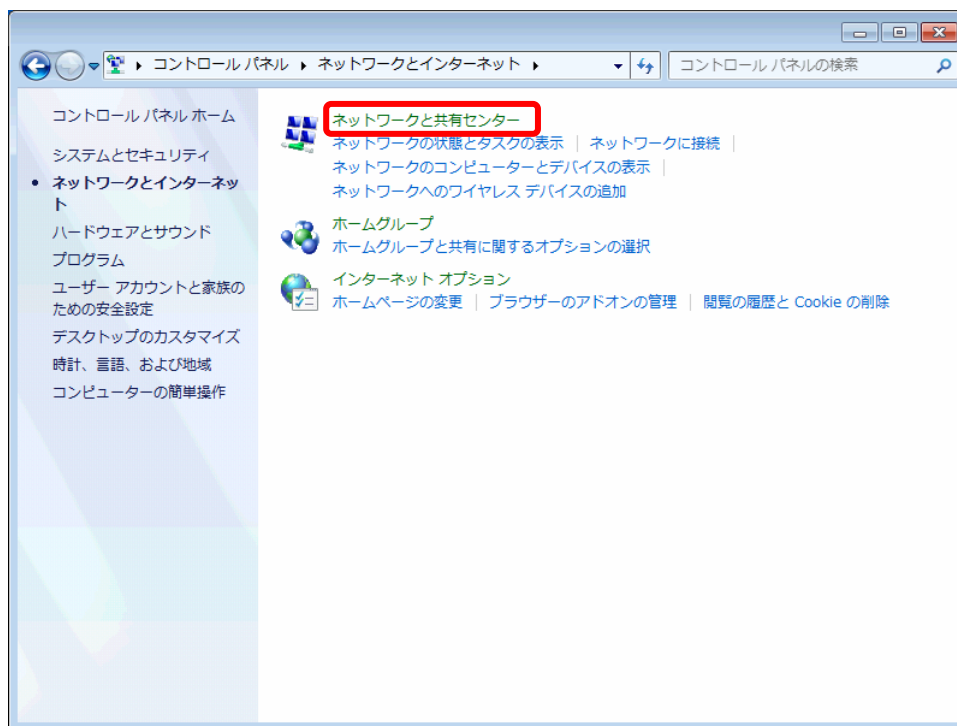 コントロール パネル ▸ ネットワークとインターネット ▸
コントロール パネルの検索
コントロール パネル ホーム
システムとセキュリティ
ネットワークとインターネッ
ト
ハードウェアとサウンド
プログラム
ユーザー アカウントと家族の
ための安全設定
デスクトップのカスタマイズ
時計、言語、および地域
コンピューターの簡単操作
ネットワークと共有センター
ネットワークの状態とタスクの表示 | ネットワークに接続 |
ネットワークのコンピューターとデバイスの表示 |
ネットワークへのワイヤレス デバイスの追加
ホームグループ
ホームグループと共有に関するオプションの選択
インターネット オプション
ホームページの変更 | ブラウザーのアドオンの管理 | 閲覧の履歴と Cookie の削除